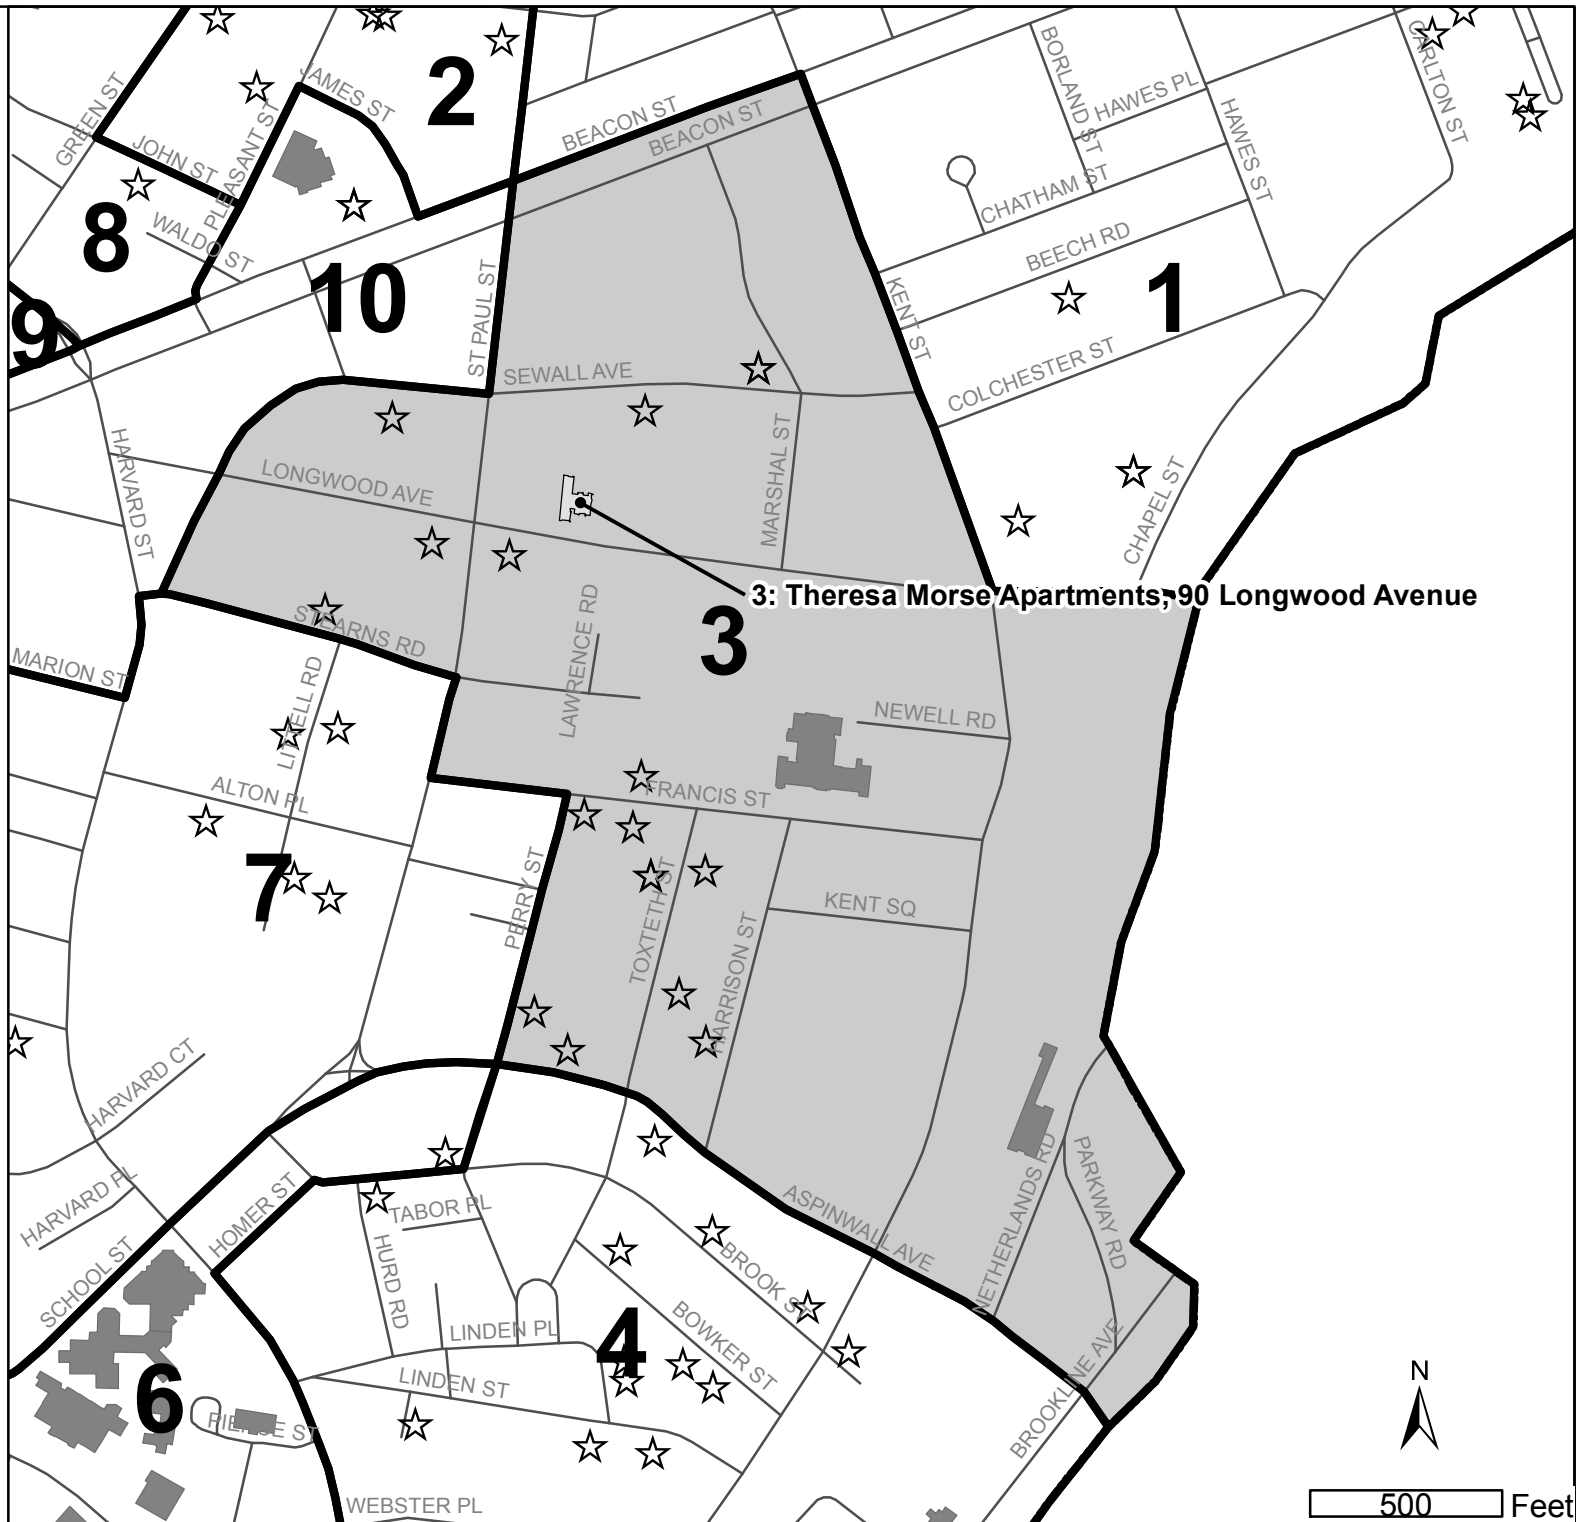 GREEN ST
JAMES ST
2
BEACON ST
BEACON ST
BORLAND ST
HAWES PL
CARLTON ST
HAWES ST
JOHN ST
PLEASANT ST
8
WALDO ST
CHATHAM ST
BEECH RD
9
10
ST PAUL ST
KENT ST
1
SEWALL AVE
COLCHESTER ST
HARVARD ST
LONGWOOD AVE
MARSHAL ST
CHAPEL ST
3: Theresa Morse Apartments, 90 Longwood Avenue
STEARNS RD
LAWRENCE RD
3
MARION ST
LITTELL RD
NEWELL RD
ALTON PL
FRANCIS ST
7
PERRY ST
TOXTETH ST
KENT SQ
HARRISON ST
HARVARD CT
HARVARD PL
HOMER ST
SCHOOL ST
TABOR PL
HURD RD
ASPINWALL AVE
NETHERLANDS RD
PARKWAY RD
BROOK ST
BOWKER ST
LINDEN PL
4
LINDEN ST
BROOKLINE AVE
6
PIERCE ST
WEBSTER PL
N
500 Feet